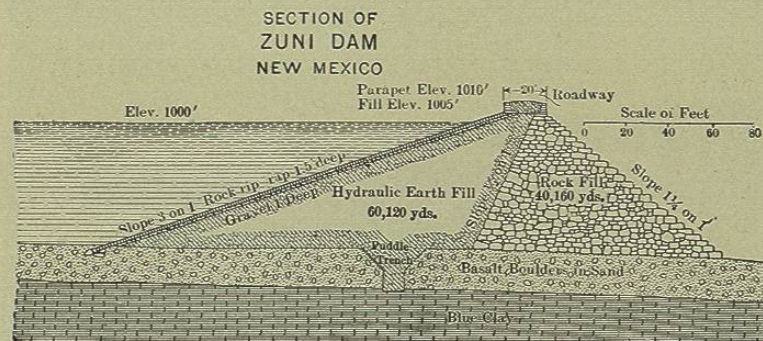 SECTION OF
ZUNI DAM
NEW MEXICO
Parapet Elev. 1010'
Fill Elev. 1005'
-20'-
Roadway
Elev. 1000'
Scale of Feet
0 20 40 60 80
Slope 3 on 1 Rock rip-rap 1.5 deep
Gravel 1 Deep
Hydraulic Earth Fill
60,120 yds.
Rock Fill
40,160 yds.
Slope 1¼ on 1'
Puddle
Trench
Basalt Boulders in Sand
Blue Clay